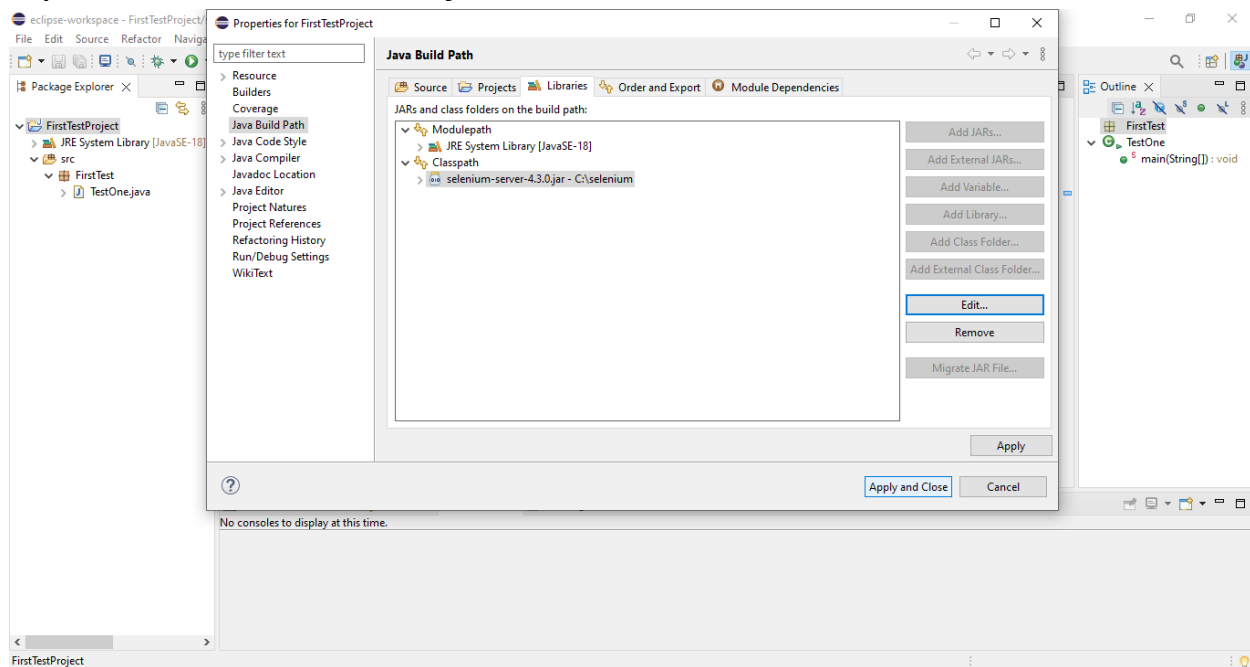 eclipse-workspace - FirstTestProject/
File Edit Source Refactor Naviga
Package Explorer
FirstTestProject
JRE System Library [JavaSE-18]
src
FirstTest
TestOne.java
Properties for FirstTestProject
type filter text
Resource
Builders
Coverage
Java Build Path
Java Code Style
Java Compiler
Javadoc Location
Java Editor
Project Natures
Project References
Refactoring History
Run/Debug Settings
WikiText
Java Build Path
Source Projects Libraries Order and Export Module Dependencies
JARs and class folders on the build path:
Modulepath
JRE System Library [JavaSE-18]
Classpath
selenium-server-4.3.0.jar - C:\selenium
Add JARs...
Add External JARs...
Add Variable...
Add Library...
Add Class Folder...
Add External Class Folder...
Edit...
Remove
Migrate JAR File...
Apply
Apply and Close Cancel
Outline
FirstTest
TestOne
main(String[]) : void
No consoles to display at this time.
FirstTestProject